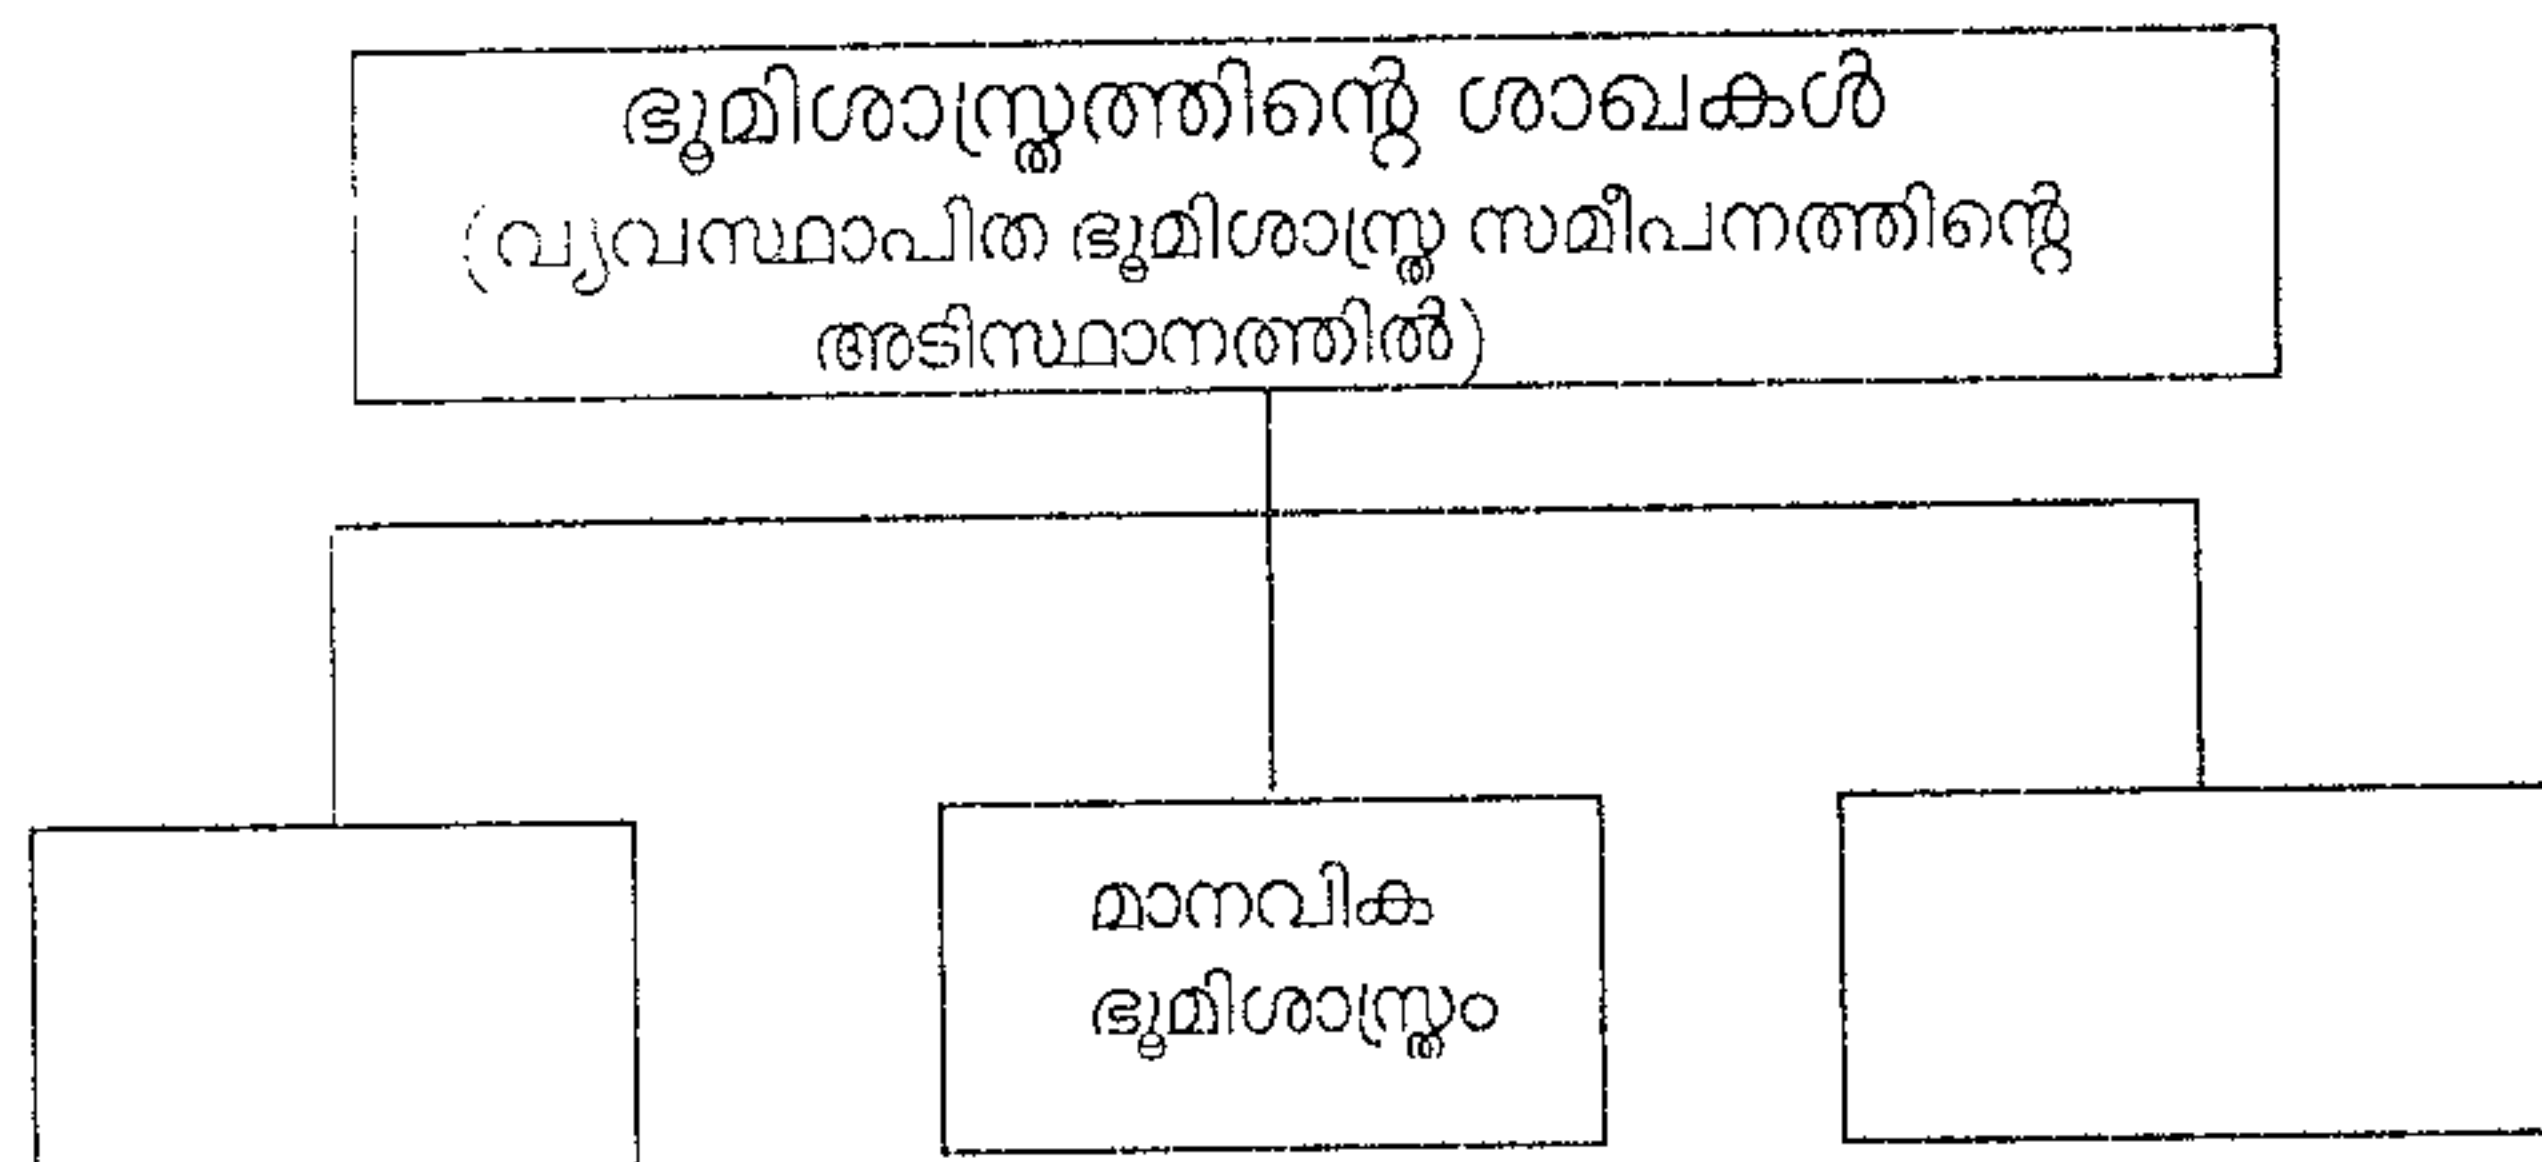 ഭൂമിശാസ്ത്രത്തിന്റെ ശാഖകൾ
(വ്യവസ്ഥാപിത ഭൂമിശാസ്ത്ര സമീപനത്തിന്റെ
അടിസ്ഥാനത്തിൽ)
മാനവിക
ഭൂമിശാസ്ത്രം